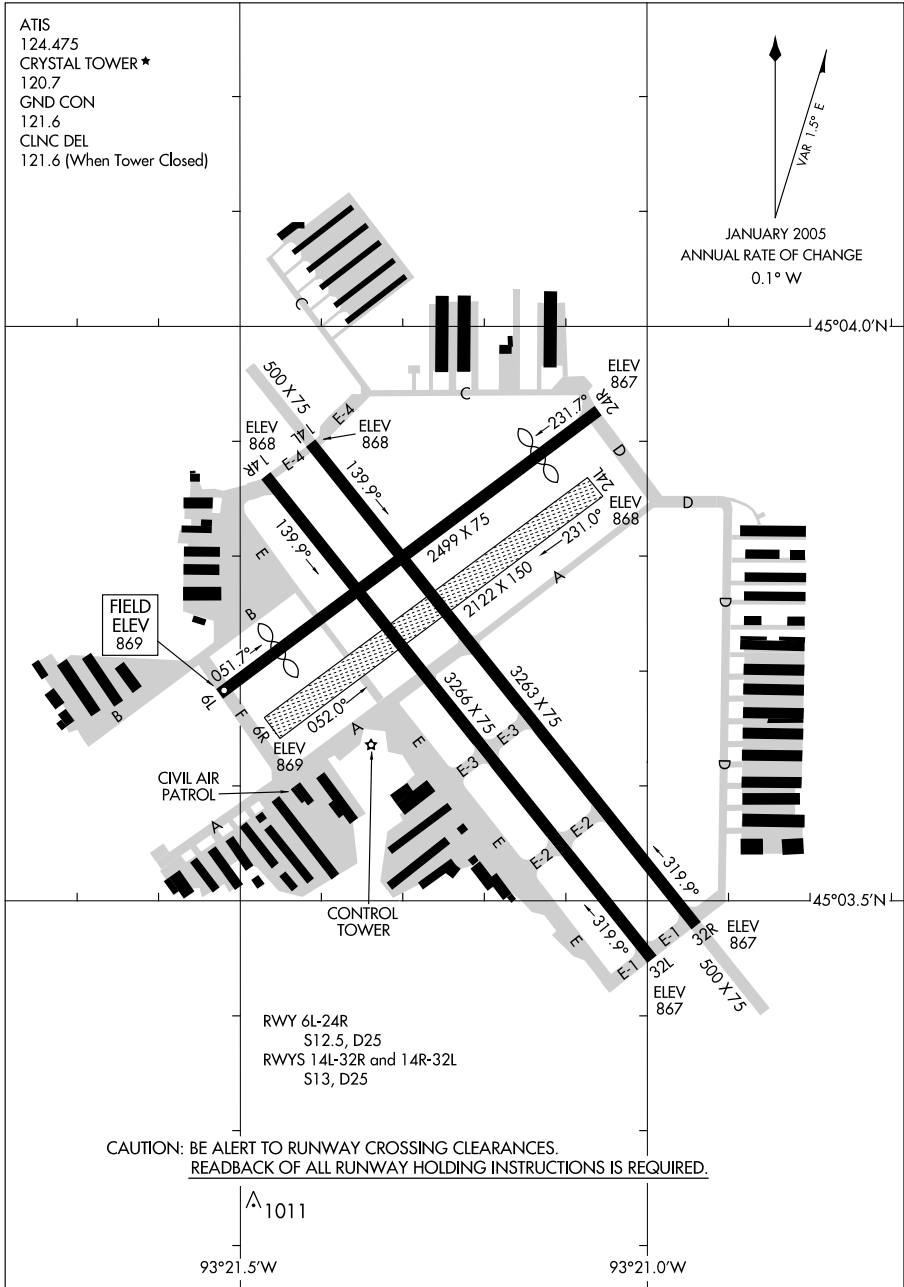 ATIS
124.475
CRYSTAL TOWER ★
120.7
GND CON
121.6
CLNC DEL
121.6 (When Tower Closed)
VAR 1.5° E
JANUARY 2005
ANNUAL RATE OF CHANGE
0.1° W
45°04.0'N
C
C
500 X 75
E-4
ELEV
868
14R
E-4
14L
ELEV
868
ELEV
867
24R
231.7°
D
139.9°
139.9°
24L
ELEV
868
D
2499 X 75
231.0°
2122 X 150
A
E
B
FIELD
ELEV
869
051.7°
6L
F
6R
052.0°
ELEV
869
B
A
E
3266 X 75
3263 X 75
E-3
E-3
D
D
CIVIL AIR
PATROL
A
E
E-2
E-2
319.9°
319.9°
45°03.5'N
CONTROL
TOWER
E
E-1
E-1
32L
32R
ELEV
867
ELEV
867
500 X 75
RWY 6L-24R
S12.5, D25
RWYS 14L-32R and 14R-32L
S13, D25
CAUTION: BE ALERT TO RUNWAY CROSSING CLEARANCES.
READBACK OF ALL RUNWAY HOLDING INSTRUCTIONS IS REQUIRED.
1011
93°21.5'W
93°21.0'W